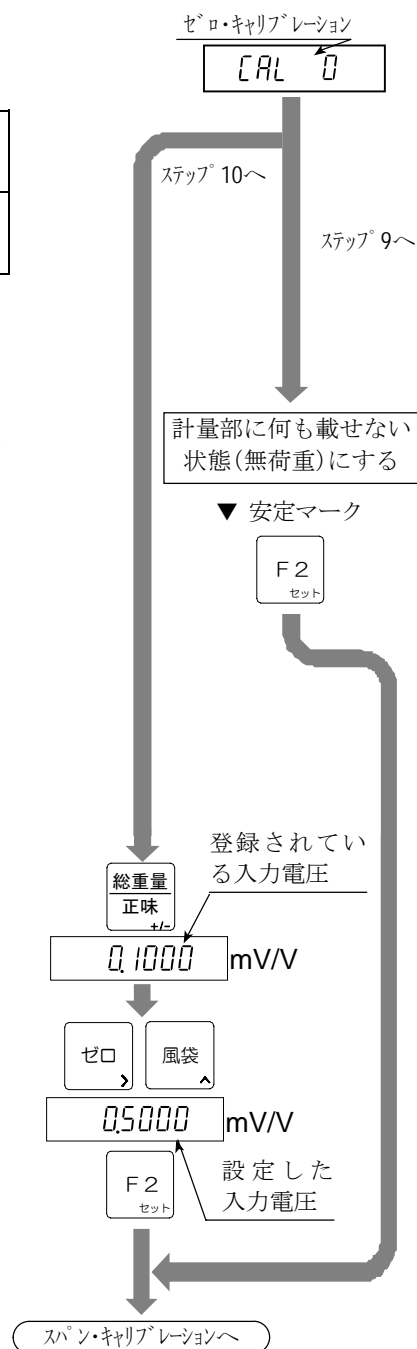 ゼロ・キャリブレーション
CAL 0
ステップ 10へ
ステップ 9へ
計量部に何も載せない
状態(無荷重)にする
▼ 安定マーク
F2
セット
登録されてい
る入力電圧
総重量
正味
+/-
0.1000 mV/V
ゼロ
>
風袋
^
0.5000 mV/V
F2
セット
設定した
入力電圧
スパン・キャリブレーションへ